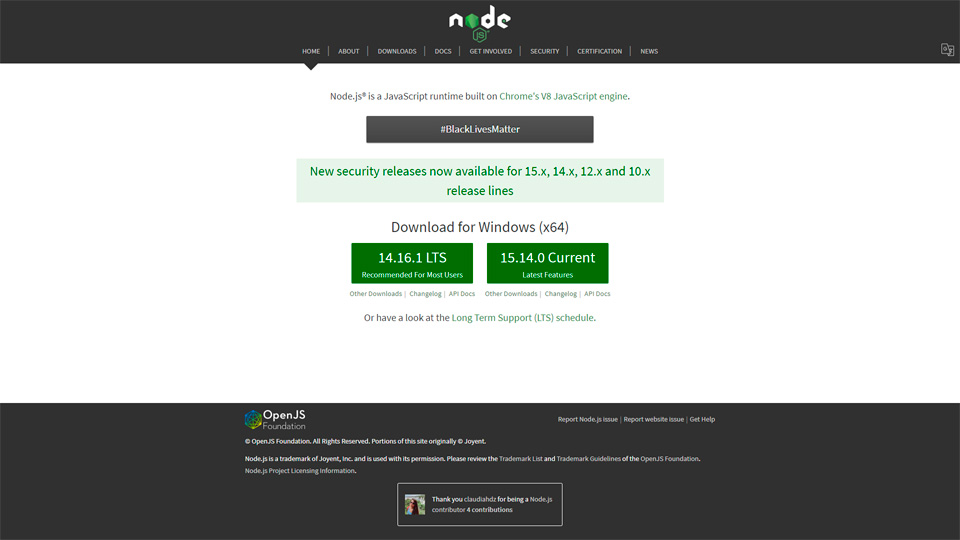 node
JS
HOME | ABOUT | DOWNLOADS | DOCS | GET INVOLVED | SECURITY | CERTIFICATION | NEWS
Node.js® is a JavaScript runtime built on Chrome's V8 JavaScript engine.
#BlackLivesMatter
New security releases now available for 15.x, 14.x, 12.x and 10.x
release lines
Download for Windows (x64)
14.16.1 LTS
Recommended For Most Users
15.14.0 Current
Latest Features
Other Downloads | Changelog | API Docs
Other Downloads | Changelog | API Docs
Or have a look at the Long Term Support (LTS) schedule.
OpenJS
Foundation
Report Node.js issue | Report website issue | Get Help
© OpenJS Foundation. All Rights Reserved. Portions of this site originally © Joyent.
Node.js is a trademark of Joyent, Inc. and is used with its permission. Please review the Trademark List and Trademark Guidelines of the OpenJS Foundation.
Node.js Project Licensing Information.
Thank you claudiahdz for being a Node.js
contributor 4 contributions